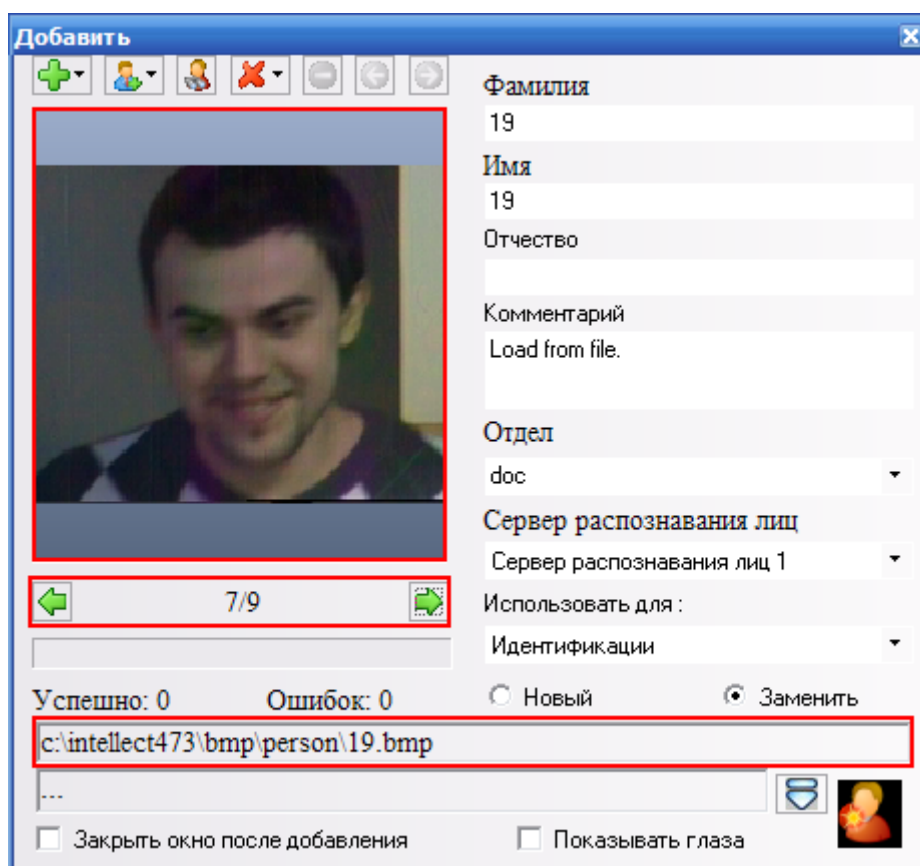 Добавить
Фамилия
19
Имя
19
Отчество
Комментарий
Load from file.
Отдел
doc
Сервер распознавания лиц
Сервер распознавания лиц 1
7/9
Использовать для :
Идентификации
Успешно: 0 Ошибок: 0
Новый Заменить
c:\intellect473\bmp\person\19.bmp
...
Закрыть окно после добавления Показывать глаза